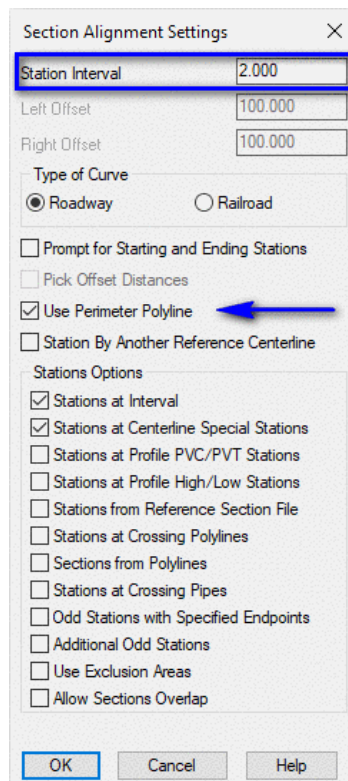 Section Alignment Settings
Station Interval 2.000
Left Offset 100.000
Right Offset 100.000
Type of Curve
Roadway Railroad
Prompt for Starting and Ending Stations
Pick Offset Distances
Use Perimeter Polyline
Station By Another Reference Centerline
Stations Options
Stations at Interval
Stations at Centerline Special Stations
Stations at Profile PVC/PVT Stations
Stations at Profile High/Low Stations
Stations from Reference Section File
Stations at Crossing Polylines
Sections from Polylines
Stations at Crossing Pipes
Odd Stations with Specified Endpoints
Additional Odd Stations
Use Exclusion Areas
Allow Sections Overlap
OK Cancel Help